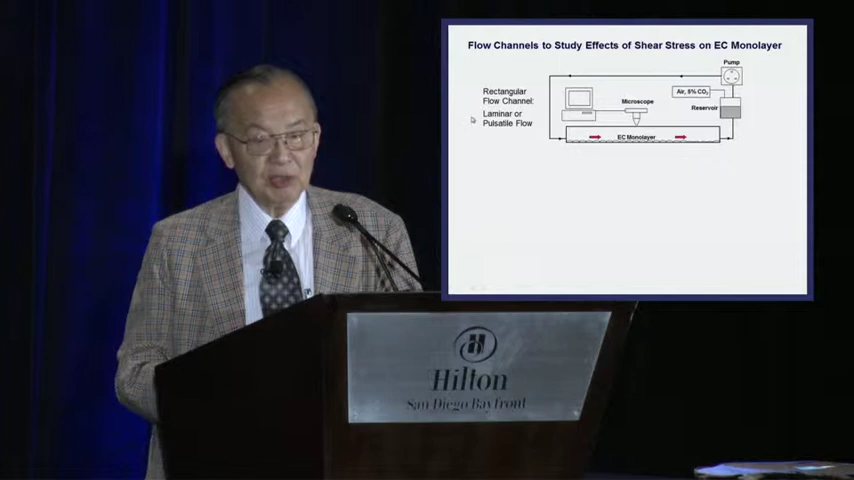 Flow Channels to Study Effects of Shear Stress on EC Monolayer
Pump
Rectangular
Flow Channel:
Laminar or
Pulsatile Flow
Microscope
Air, 5% CO₂
Reservoir
EC Monolayer
Hilton
San Diego Bayfront